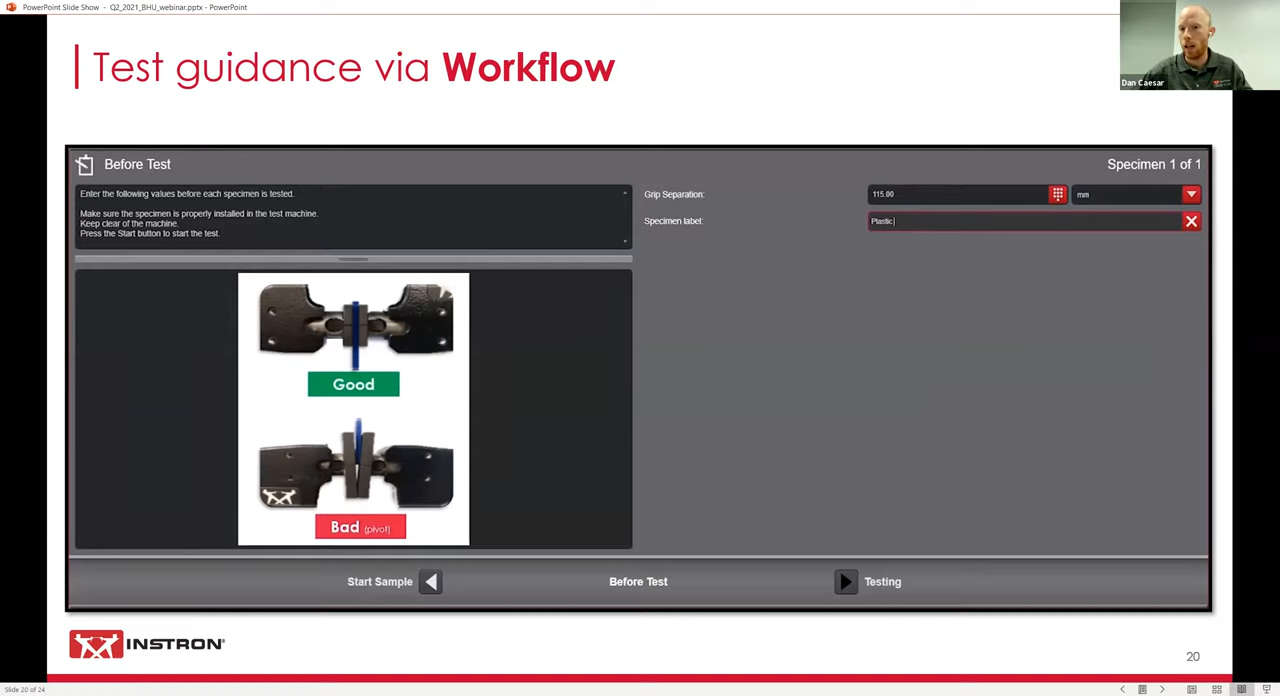 PowerPoint Slide Show - Q2_2021_BHU_webinar.pptx - PowerPoint
Dan Caesar
Test guidance via Workflow
Before Test
Specimen 1 of 1
Enter the following values before each specimen is tested.
Make sure the specimen is properly installed in the test machine.
Keep clear of the machine.
Press the Start button to start the test.
Grip Separation:
115.00
mm
Specimen label:
Plastic
Good
Bad (pivot)
Start Sample
Before Test
Testing
INSTRON®
20
Slide 20 of 24